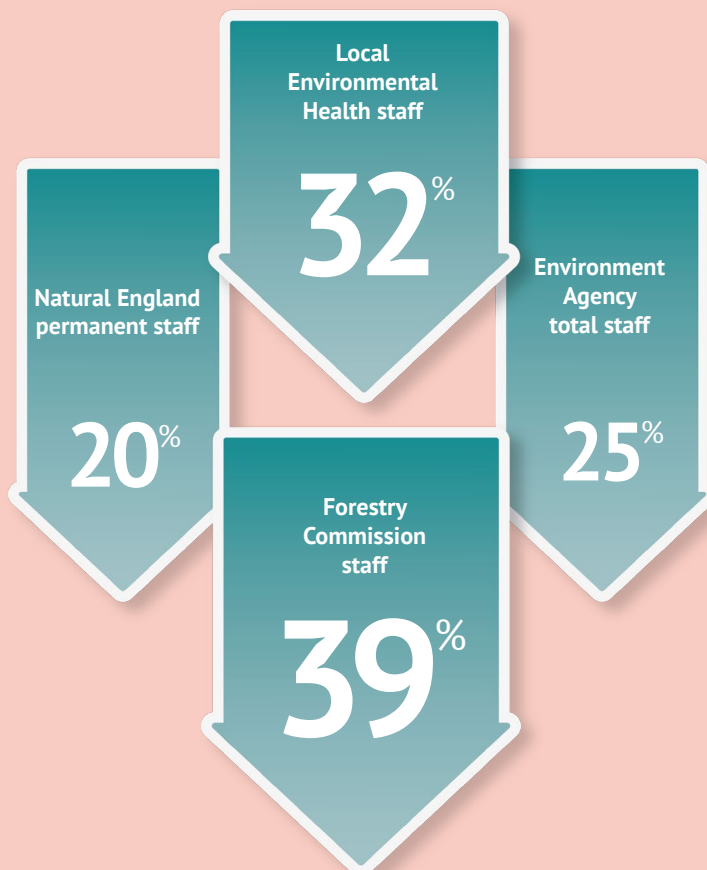 Local
Environmental
Health staff
32%
Natural England
permanent staff
20%
Environment
Agency
total staff
25%
Forestry
Commission
staff
39%